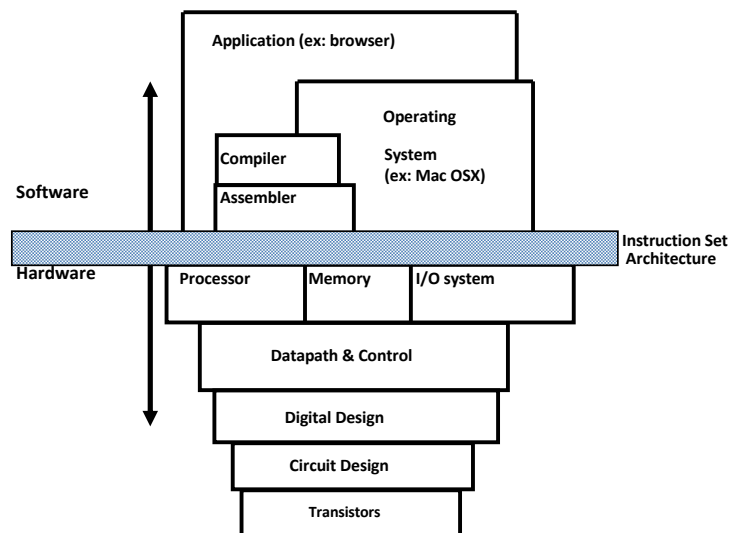 Application (ex: browser)
Operating
Compiler
System
(ex: Mac OSX)
Software
Assembler
Instruction Set
Architecture
Hardware
Processor
Memory
I/O system
Datapath & Control
Digital Design
Circuit Design
Transistors